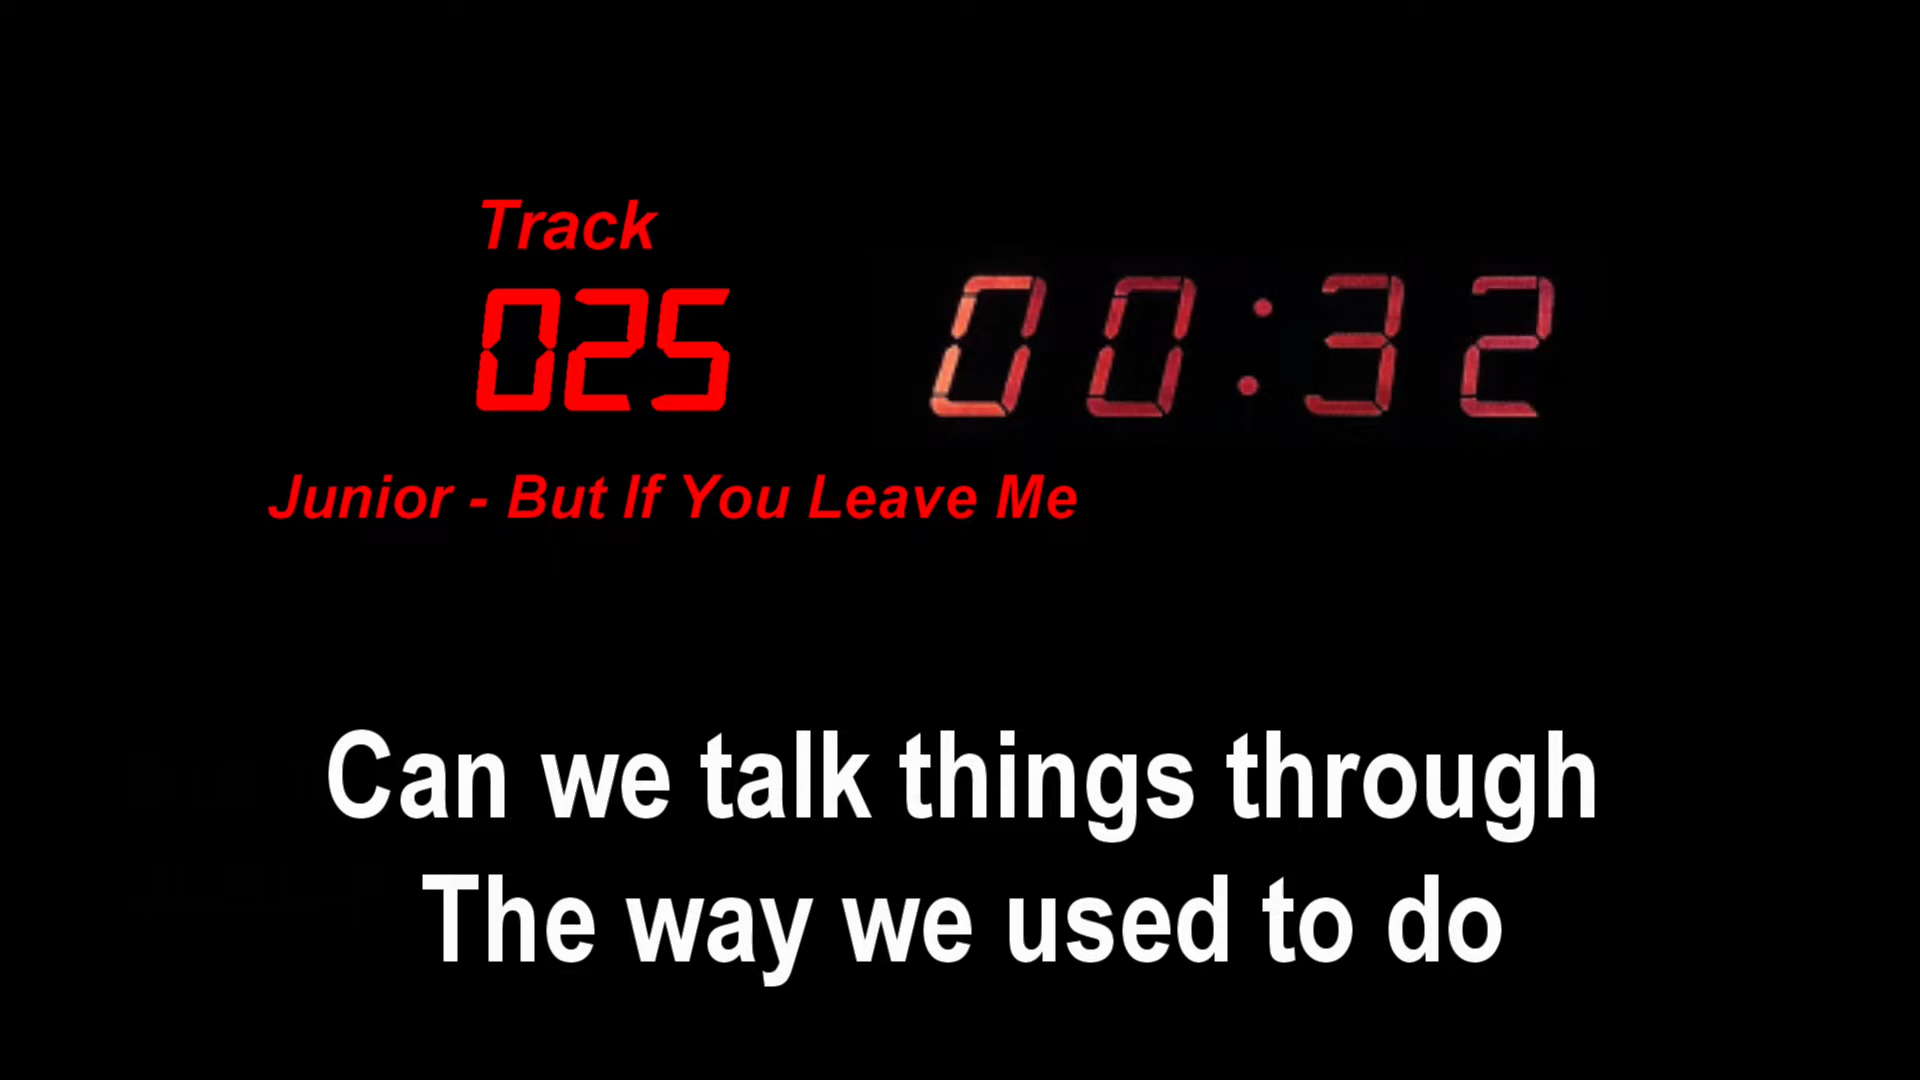 Track
025
00:32
Junior - But If You Leave Me
Can we talk things through
The way we used to do